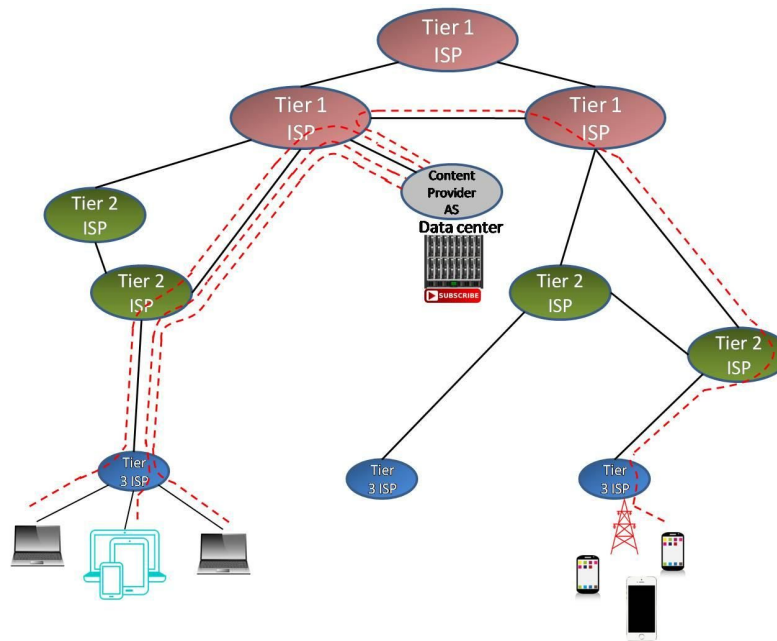 Tier 1
ISP
Tier 1
ISP
Tier 1
ISP
Content
Provider
AS
Data center
SUBSCRIBE
Tier 2
ISP
Tier 2
ISP
Tier 2
ISP
Tier 2
ISP
Tier
3 ISP
Tier
3 ISP
Tier
3 ISP